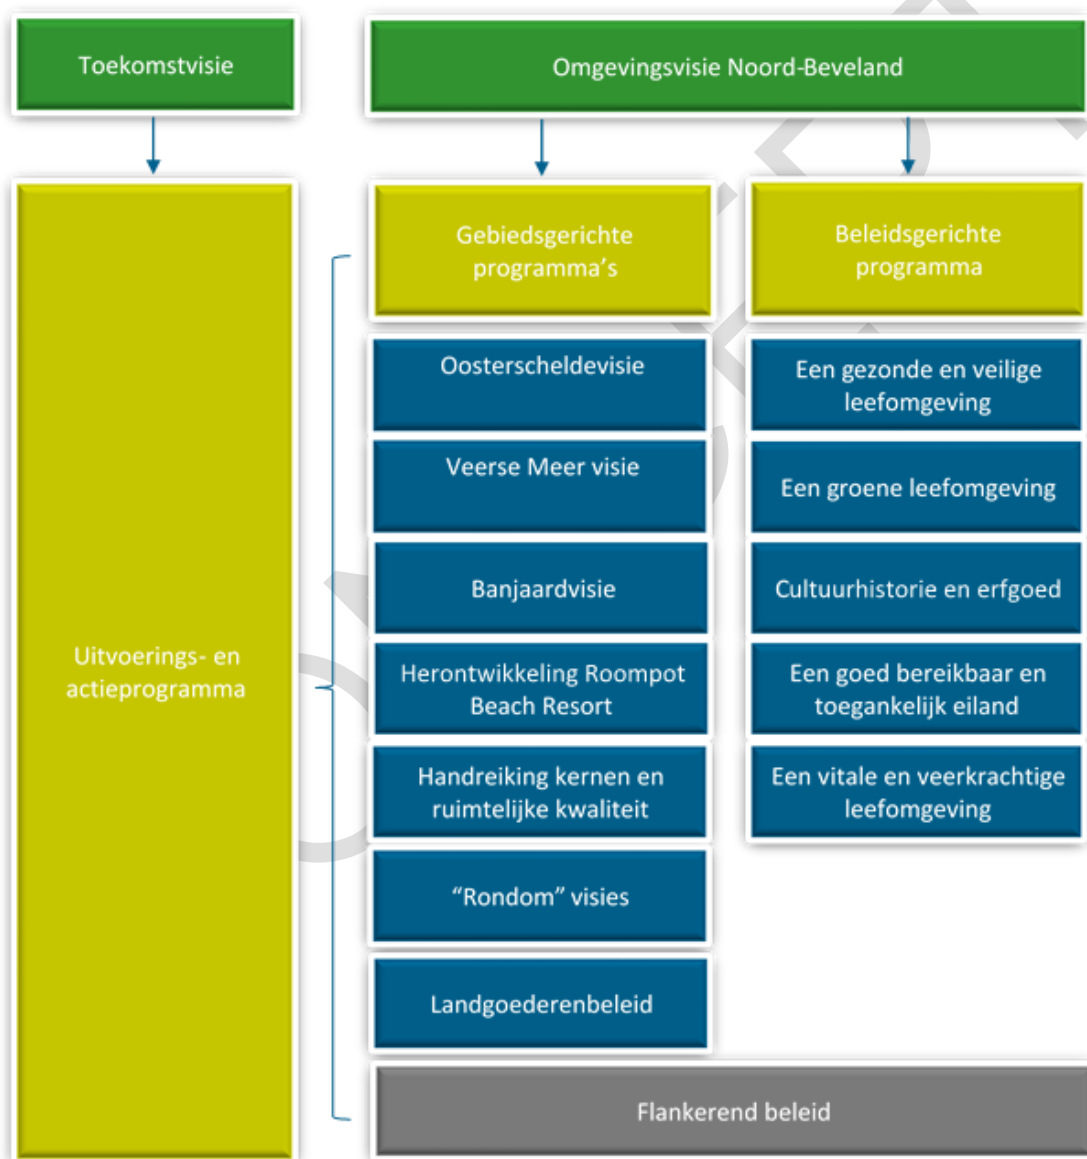 Toekomstvisie
Omgevingsvisie Noord-Beveland
Uitvoerings- en
actieprogramma
Gebiedsgerichte
programma's
Oosterscheldevisie
Veerse Meer visie
Banjaardvisie
Herontwikkeling Roompot
Beach Resort
Handreiking kernen en
ruimtelijke kwaliteit
“Rondom” visies
Landgoederenbeleid
Beleidsgerichte
programma
Een gezonde en veilige
leefomgeving
Een groene leefomgeving
Cultuurhistorie en erfgoed
Een goed bereikbaar en
toegankelijk eiland
Een vitale en veerkrachtige
leefomgeving
Flankerend beleid